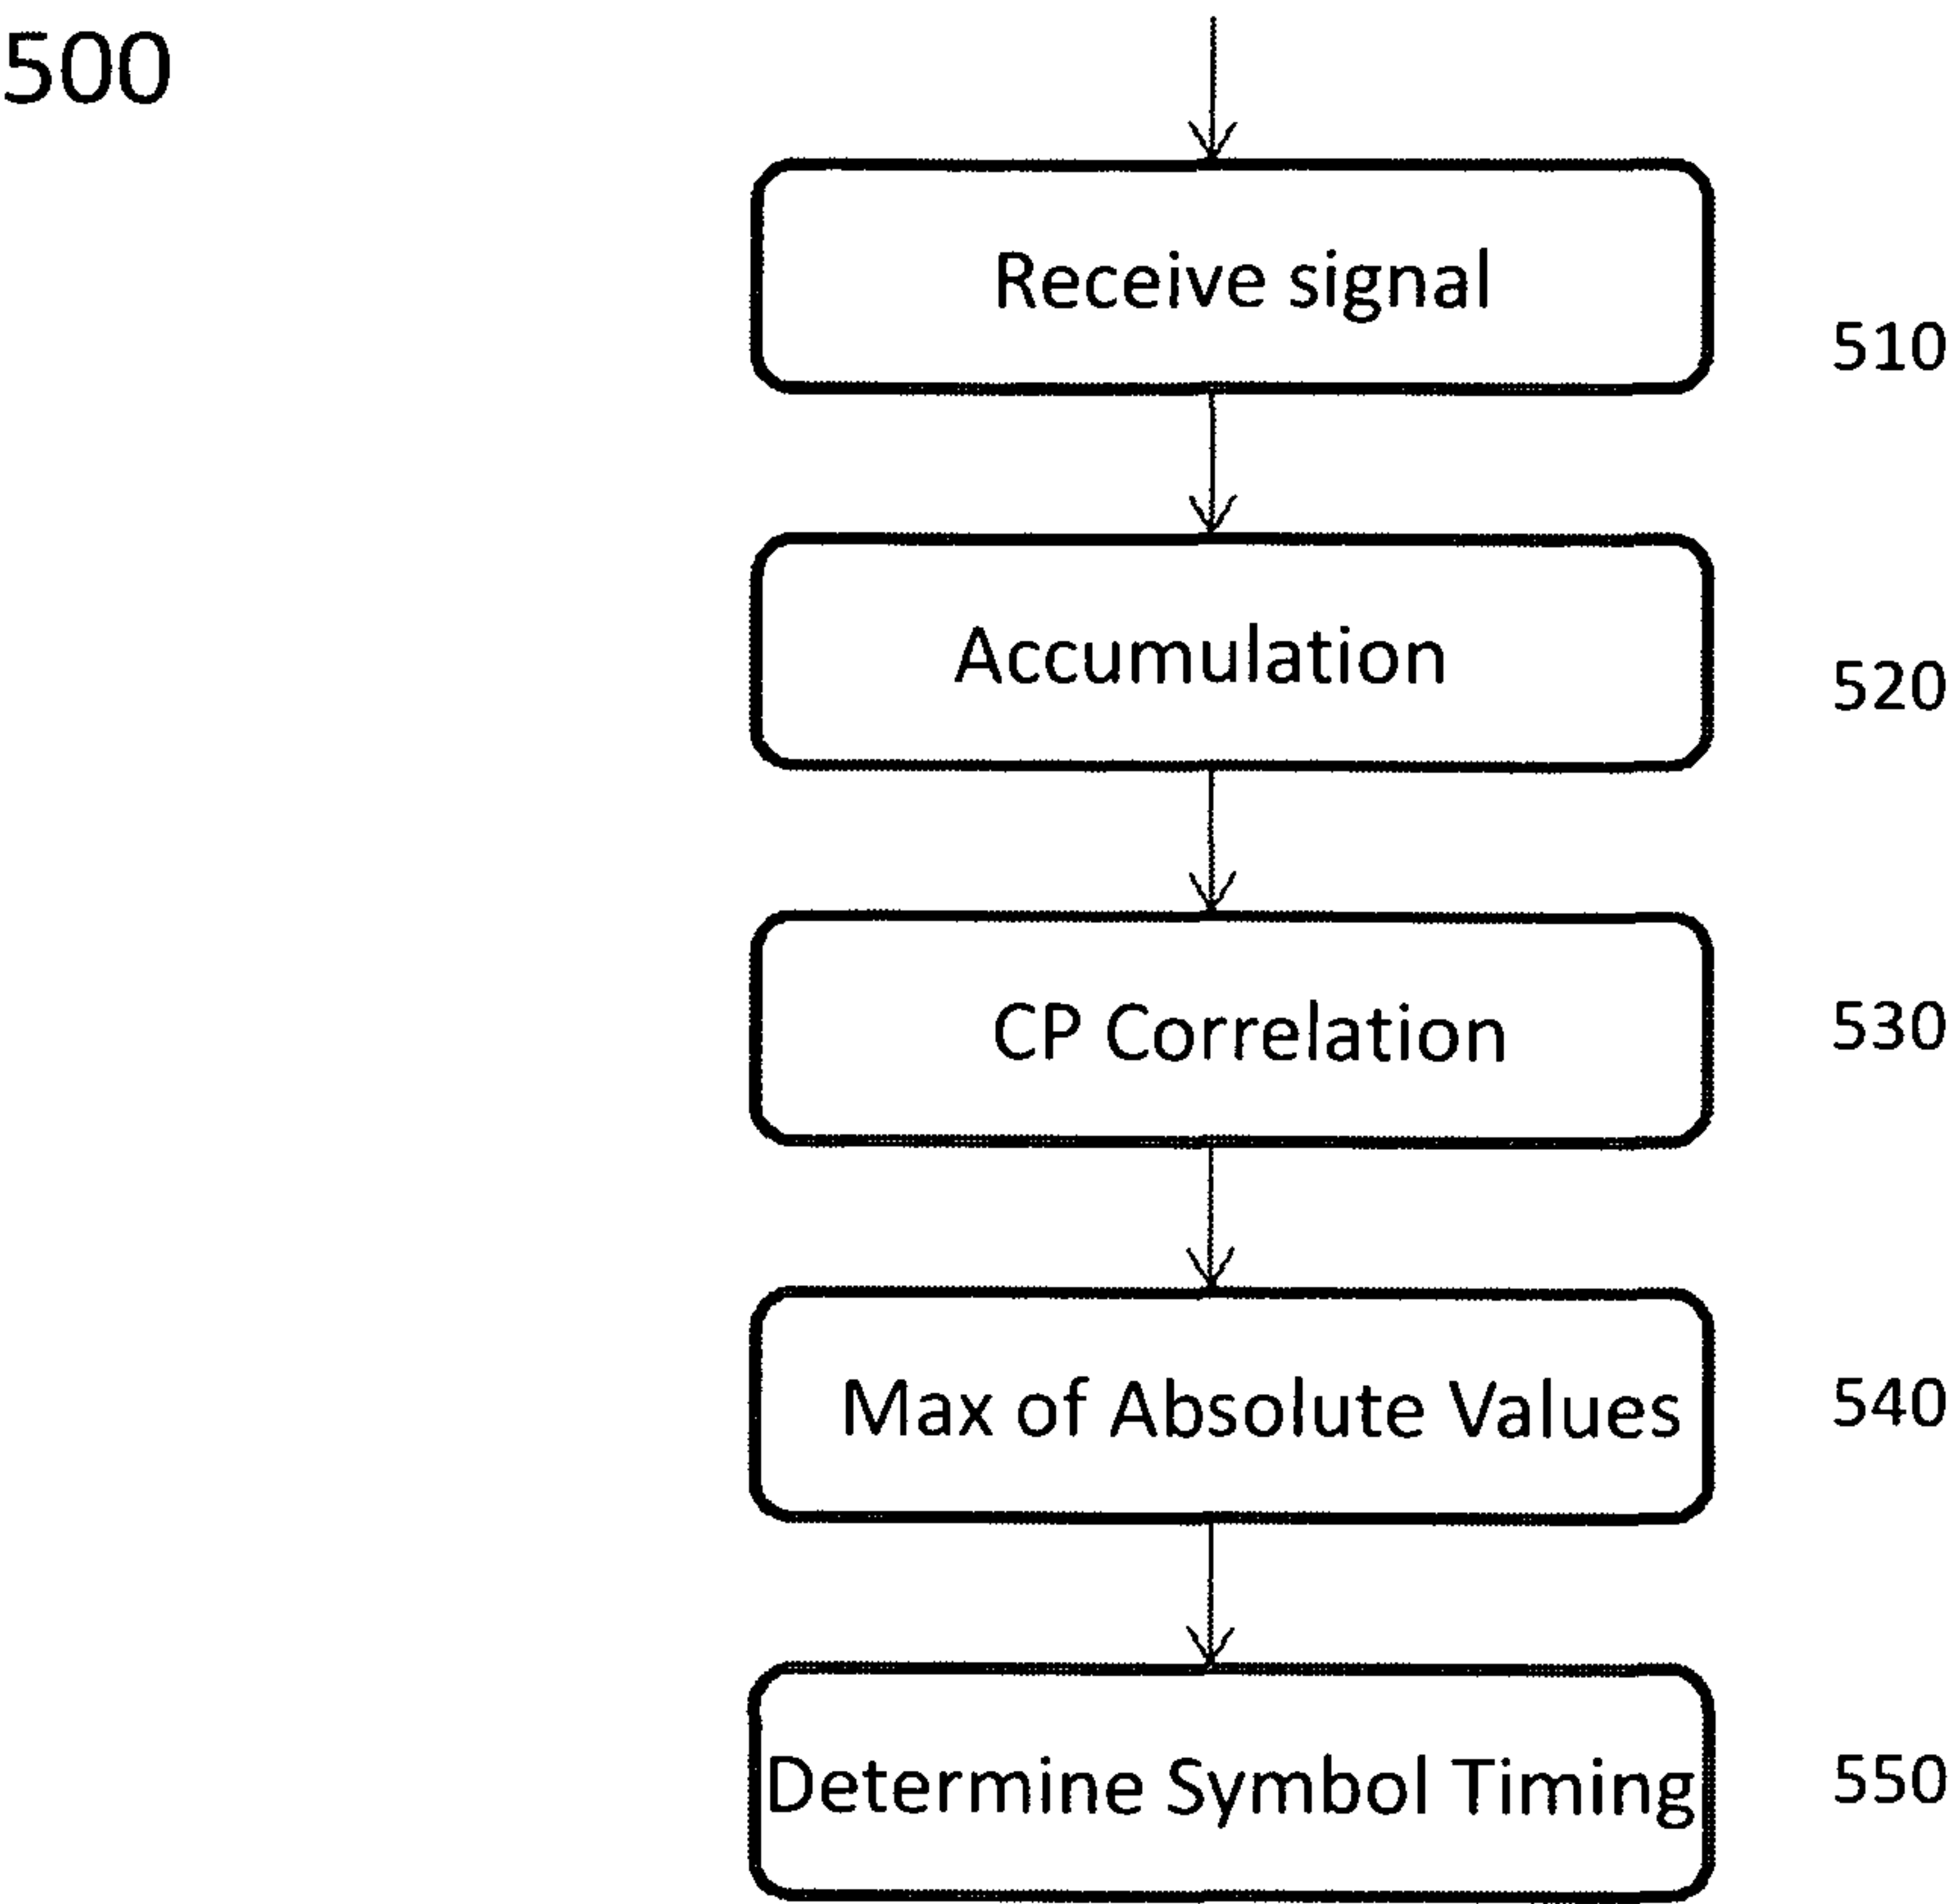 500
Receive signal
510
Accumulation
520
CP Correlation
530
Max of Absolute Values
540
Determine Symbol Timing
550